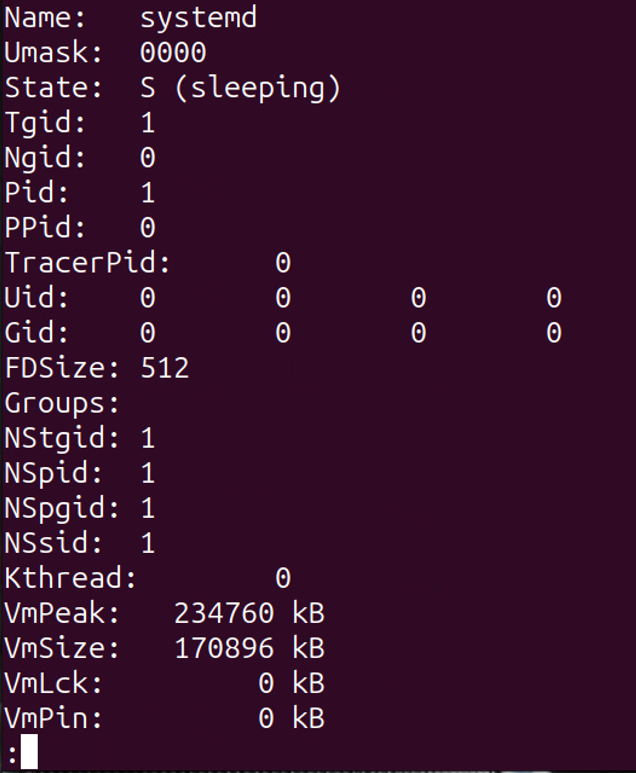 Name:   systemd
Umask:  0000
State:  S (sleeping)
Tgid:   1
Ngid:   0
Pid:    1
PPid:   0
TracerPid:      0
Uid:    0       0       0       0
Gid:    0       0       0       0
FDSize: 512
Groups:
NStgid: 1
NSpid:  1
NSpgid: 1
NSsid:  1
Kthread:        0
VmPeak:   234760 kB
VmSize:   170896 kB
VmLck:         0 kB
VmPin:         0 kB
: